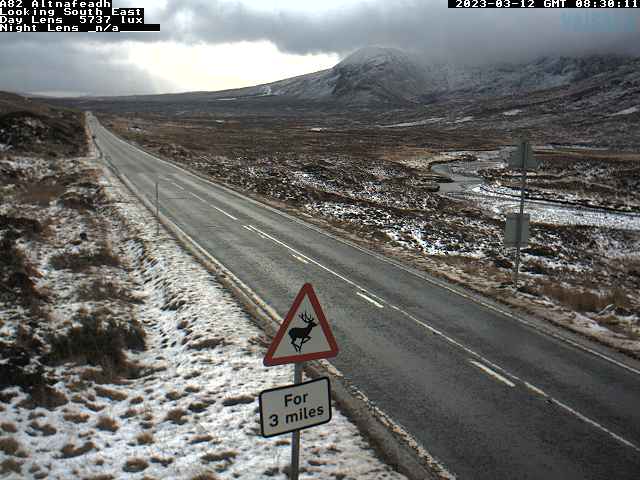 A82 Altnafeadh
Looking South East
Day Lens 5737 lux
Night Lens n/a
2023-03-12 GMT 08:30:11
For
3 miles